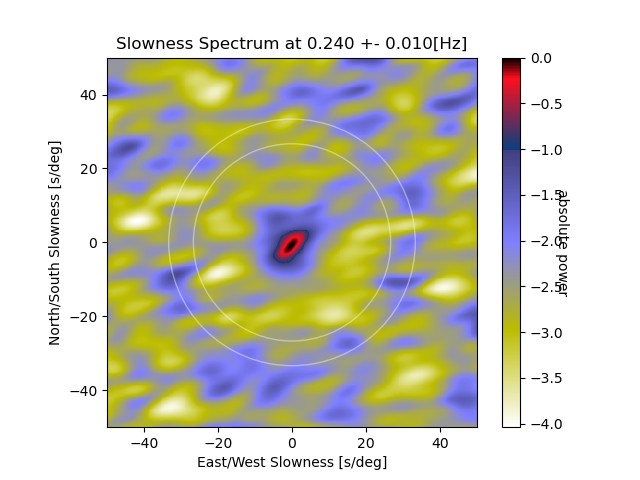 Slowness Spectrum at 0.240 +- 0.010[Hz]
North/South Slowness [s/deg]
40
20
0
−20
−40
−40 −20 0 20 40
East/West Slowness [s/deg]
0.0
−0.5
−1.0
−1.5
−2.0
−2.5
−3.0
−3.5
−4.0
absolute power